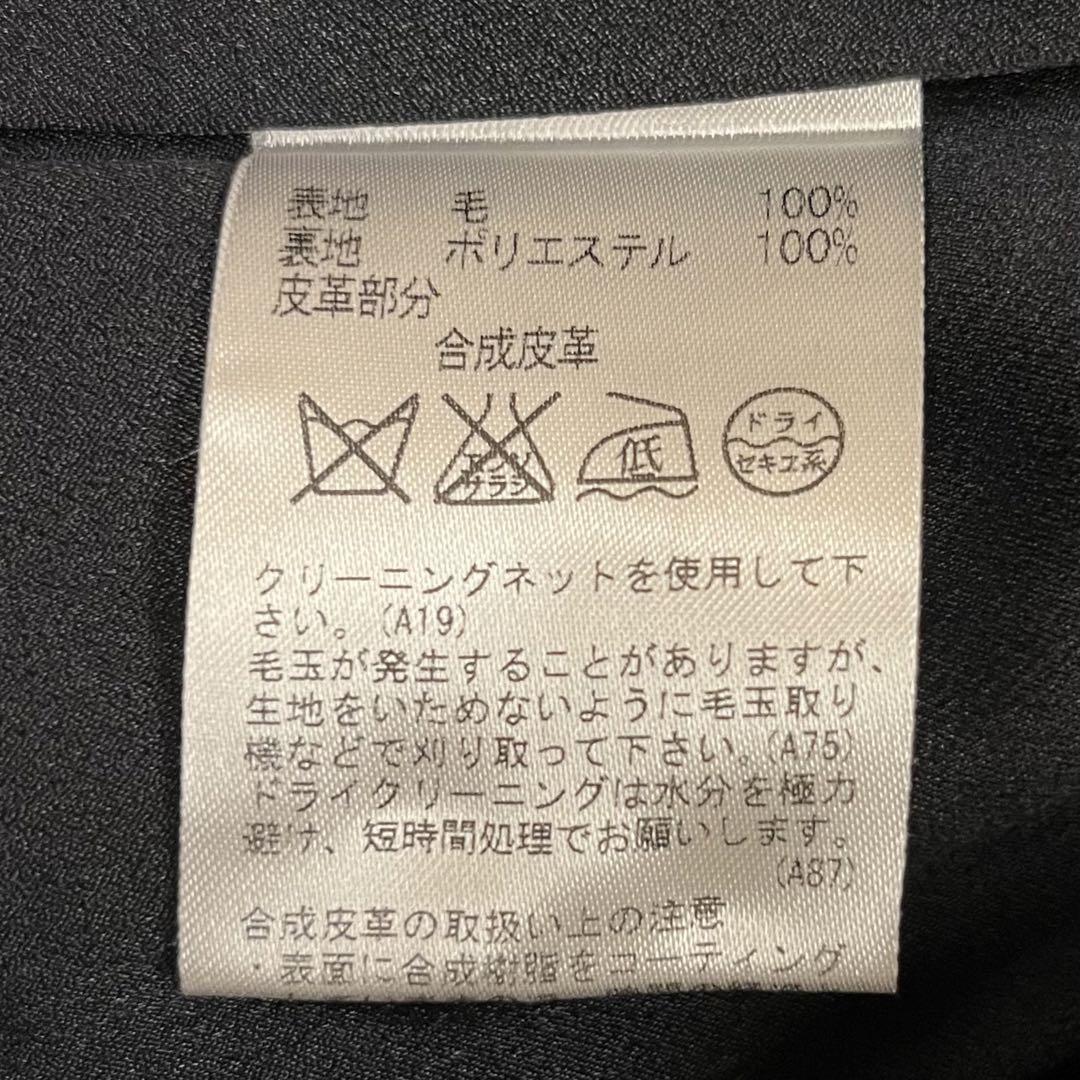 表地 毛 100%
裏地 ポリエステル 100%
皮革部分
合成皮革
エンソ サラシ
低
ドライ
セキユ系
クリーニングネットを使用して下
さい。(A19)
毛玉が発生することがありますが、
生地をいためないように毛玉取り
機などで刈り取って下さい。(A75)
ドライクリーニングは水分を極力
避け、短時間処理でお願いします。
(A87)
合成皮革の取扱い上の注意
・表面に合成樹脂をコーティング